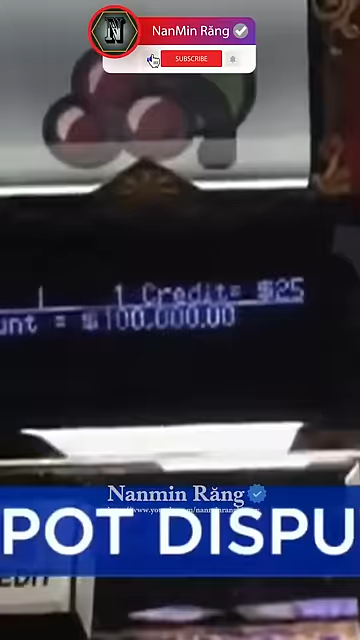 N
NanMin Răng
SUBSCRIBE
1 Credit= $25
unt = $100,000.00
Nanmin Răng
POT DISPU